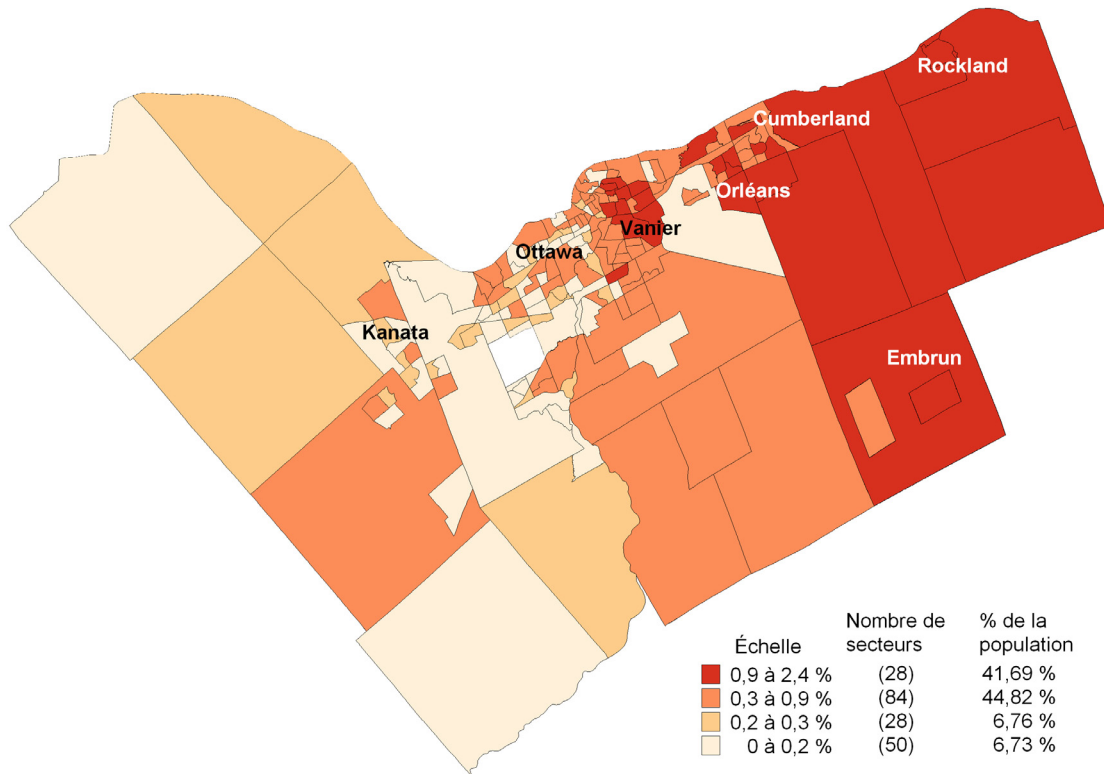 Rockland
Cumberland
Orléans
Vanier
Ottawa
Kanata
Embrun
Échelle Nombre de secteurs % de la population
0,9 à 2,4 % (28) 41,69 %
0,3 à 0,9 % (84) 44,82 %
0,2 à 0,3 % (28) 6,76 %
0 à 0,2 % (50) 6,73 %